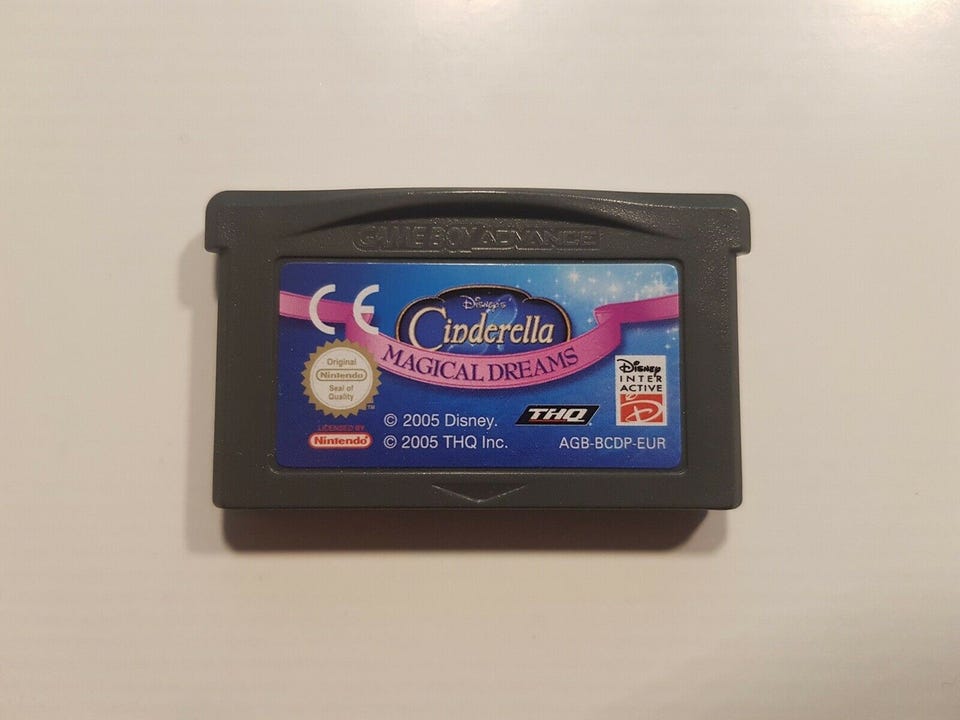 GAME BOY ADVANCE
CE
Disney's
Cinderella
MAGICAL DREAMS
Original
Nintendo
Seal of
Quality
TM
LICENSED BY
Nintendo
© 2005 Disney.
© 2005 THQ Inc.
THQ
Disney
INTER
ACTIVE
D
AGB-BCDP-EUR